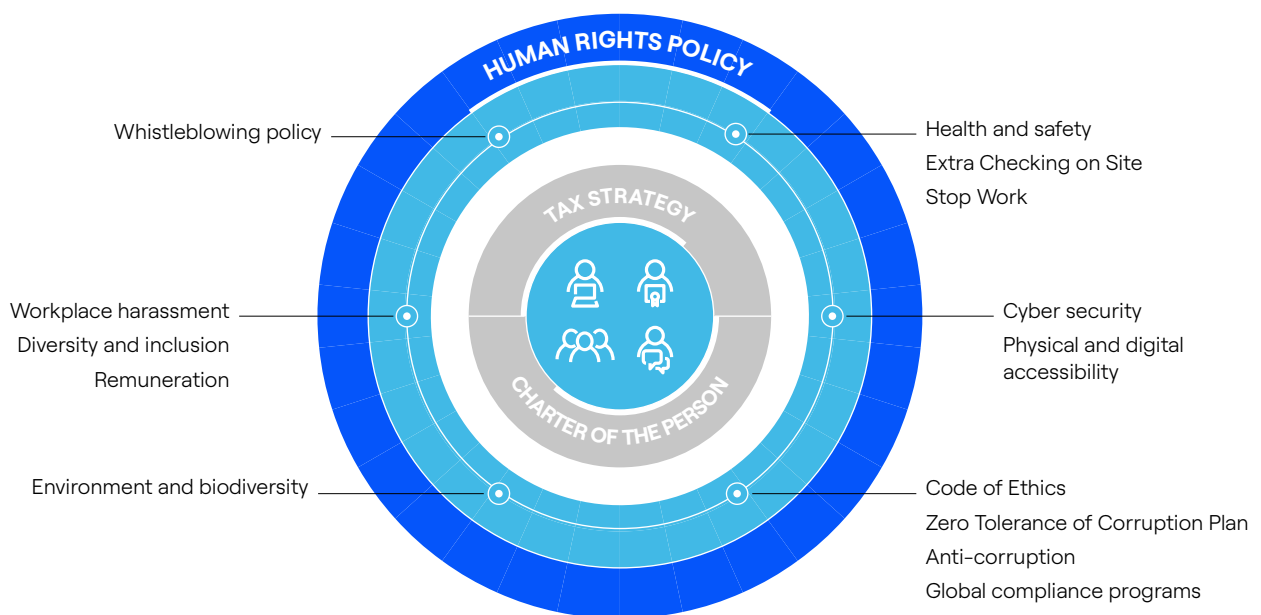 HUMAN RIGHTS POLICY
Whistleblowing policy
Health and safety
Extra Checking on Site
Stop Work
TAX STRATEGY
Workplace harassment
Diversity and inclusion
Remuneration
Cyber security
Physical and digital
accessibility
CHARTER OF THE PERSON
Environment and biodiversity
Code of Ethics
Zero Tolerance of Corruption Plan
Anti-corruption
Global compliance programs